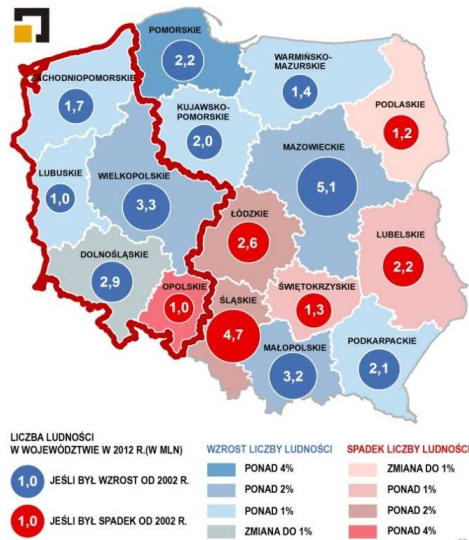 POMORSKIE
2,2
WARMIŃSKO-
MAZURSKIE
1,4
ZACHODNIOPOMORSKIE
1,7
KUJAWSKO-
POMORSKIE
2,0
PODLASKIE
1,2
MAZOWIECKIE
5,1
LUBUSKIE
1,0
WIELKOPOLSKIE
3,3
ŁÓDZKIE
2,6
LUBELSKIE
2,2
DOLNOŚLĄSKIE
2,9
OPOLSKIE
1,0
ŚLĄSKIE
4,7
ŚWIĘTOKRZYSKIE
1,3
MAŁOPOLSKIE
3,2
PODKARPACKIE
2,1
LICZBA LUDNOŚCI
W WOJEWÓDZTWIE W 2012 R.(W MLN)
1,0 JEŚLI BYŁ WZROST OD 2002 R.
1,0 JEŚLI BYŁ SPADEK OD 2002 R.
WZROST LICZBY LUDNOŚCI
PONAD 4%
PONAD 2%
PONAD 1%
ZMIANA DO 1%
SPADEK LICZBY LUDNOŚCI
ZMIANA DO 1%
PONAD 1%
PONAD 2%
PONAD 4%